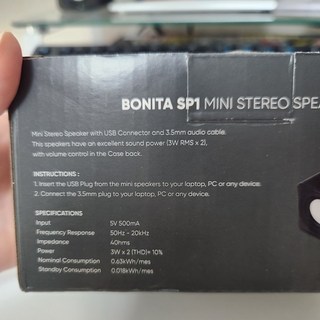 BONITA SP1 MINI STEREO SPEA
Mini Stereo Speaker with USB Connector and 3.5mm audio cable.
This speakers have an excellent sound power (3W RMS x 2),
with volume control in the Case back.
INSTRUCTIONS :
1. Insert the USB Plug from the mini speakers to your laptop, PC or any device.
2. Connect the 3.5mm plug to your laptop, PC or any device.
SPECIFICATIONS
Input 5V 500mA
Frequency Response 50Hz - 20kHz
Impedance 4Ohms
Power 3W x 2 (THD)= 10%
Nominal Consumption 0.63kWh/mes
Standby Consumption 0.018kWh/mes